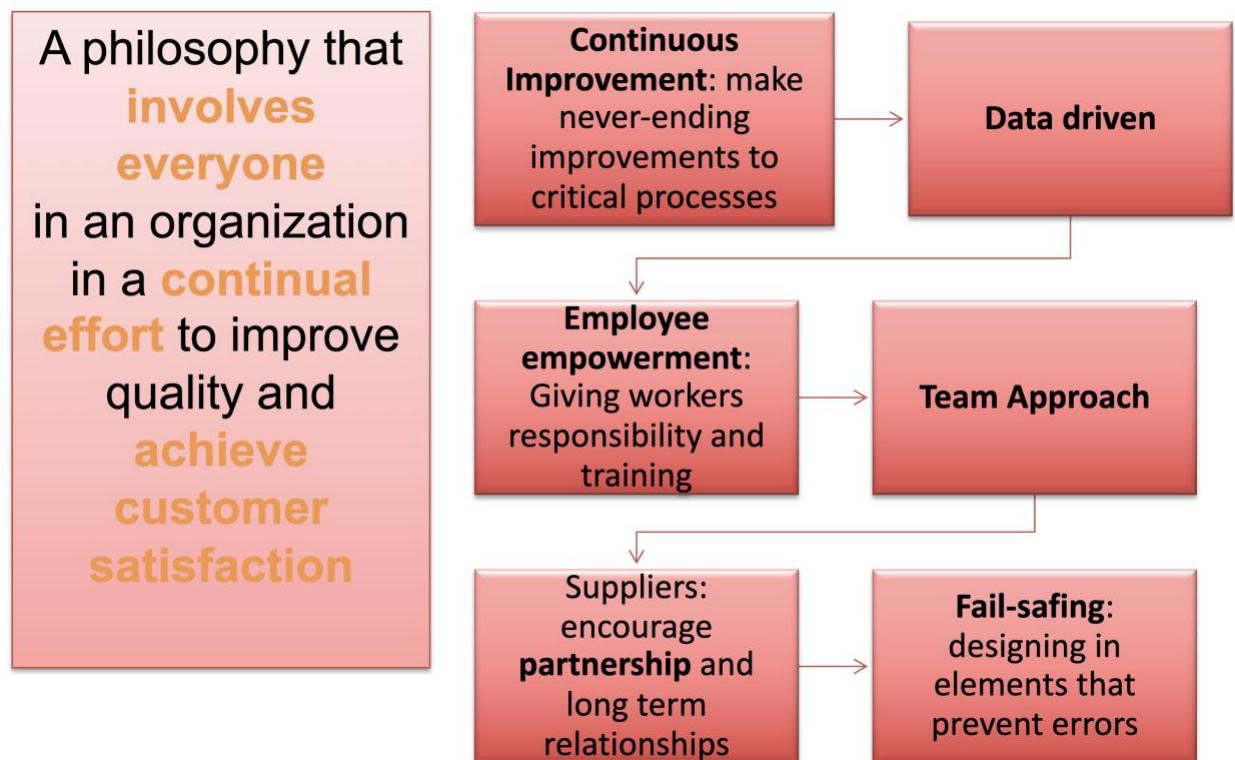 A philosophy that
involves
everyone
in an organization
in a continual
effort to improve
quality and
achieve
customer
satisfaction
Continuous
Improvement: make
never-ending
improvements to
critical processes
Data driven
Employee
empowerment:
Giving workers
responsibility and
training
Team Approach
Suppliers:
encourage
partnership and
long term
relationships
Fail-safing:
designing in
elements that
prevent errors